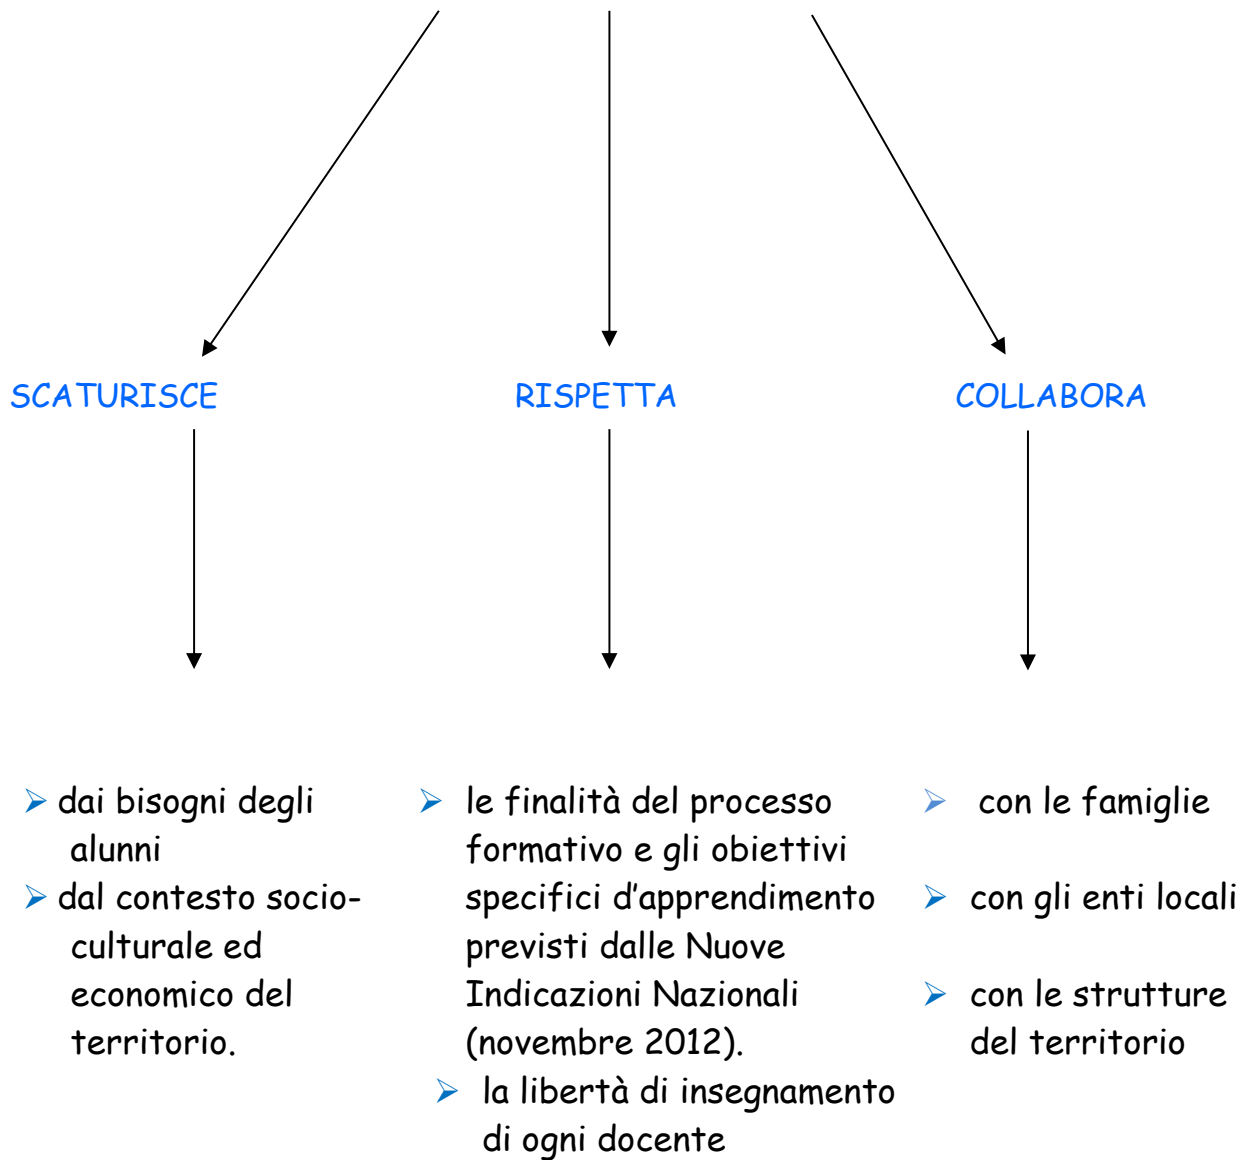 SCATURISCE
RISPETTA
COLLABORA
➢ dai bisogni degli
alunni
➢ dal contesto socio-
culturale ed
economico del
territorio.
➢ le finalità del processo
formativo e gli obiettivi
specifici d'apprendimento
previsti dalle Nuove
Indicazioni Nazionali
(novembre 2012).
➢ la libertà di insegnamento
di ogni docente
➢ con le famiglie
➢ con gli enti locali
➢ con le strutture
del territorio